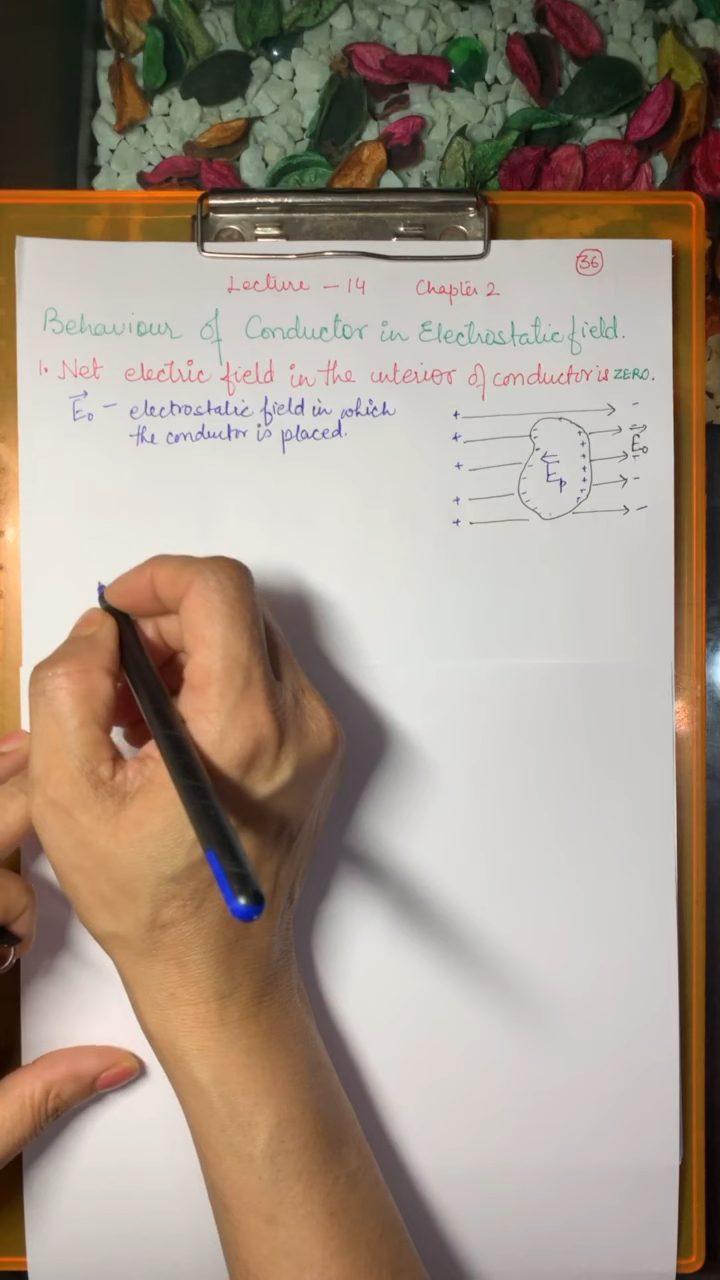 36
Lecture - 14 Chapter 2
Behaviour of Conductor in Electrostatic field.
1. Net electric field in the interior of conductor is ZERO.
E₀ - electrostatic field in which
the conductor is placed.
E₀
Eₚ